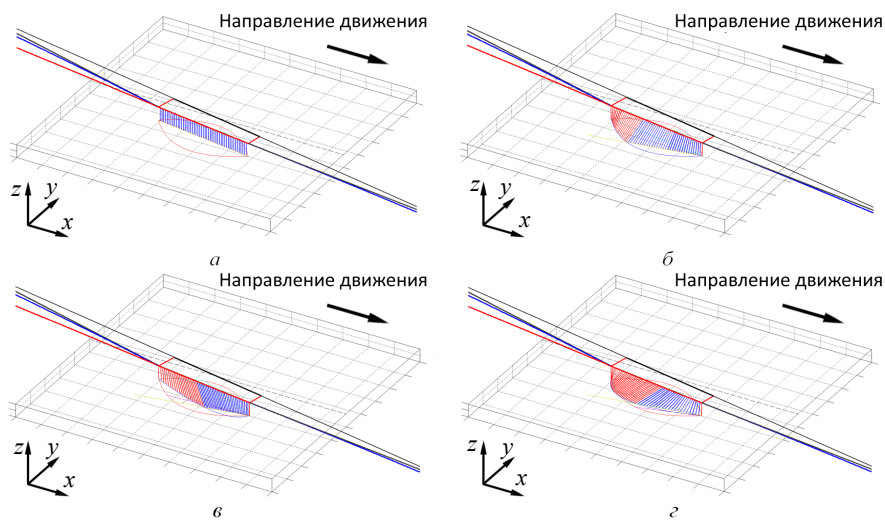 Направление движения
Направление движения
z
y
x
z
y
x
а
б
Направление движения
Направление движения
z
y
x
z
y
x
в
г